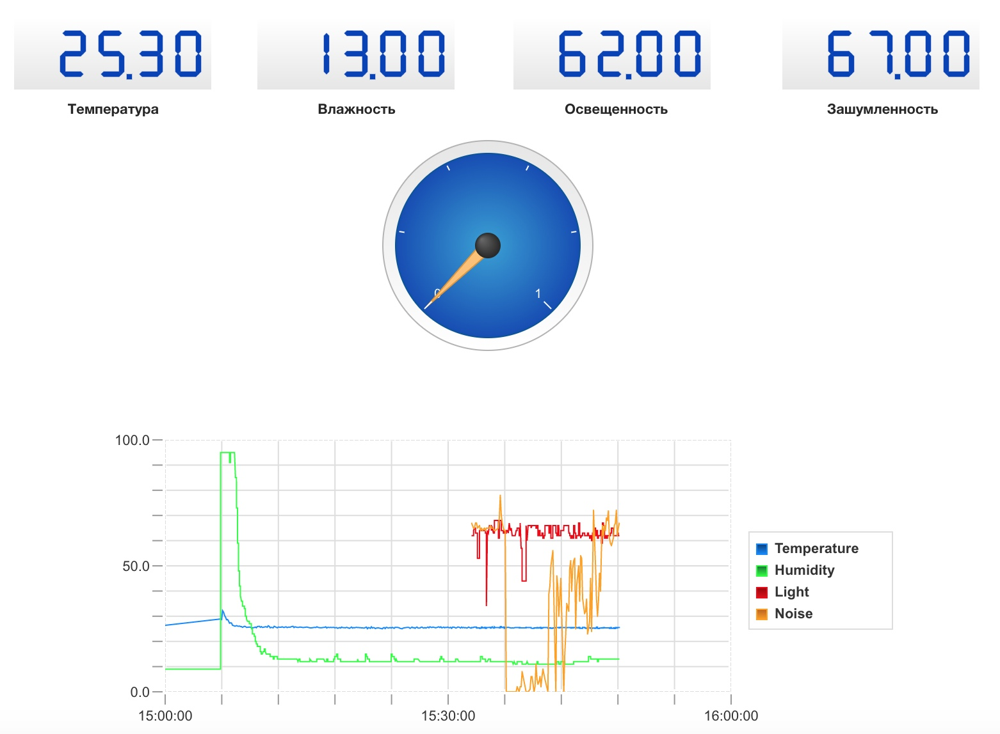 25.30
13.00
62.00
67.00
Температура
Влажность
Освещенность
Зашумленность
0
1
100.0
50.0
0.0
15:00:00
15:30:00
16:00:00
Temperature
Humidity
Light
Noise